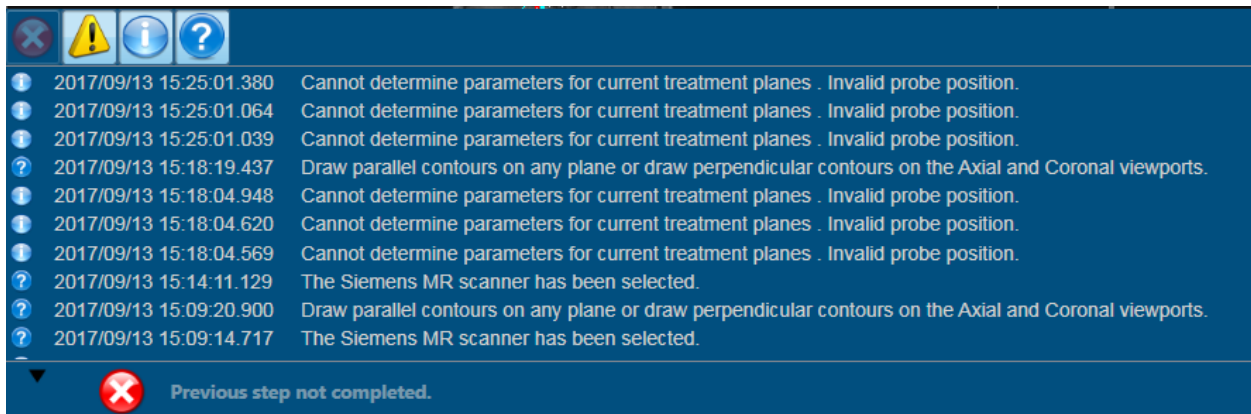 2017/09/13 15:25:01.380 Cannot determine parameters for current treatment planes . Invalid probe position.
2017/09/13 15:25:01.064 Cannot determine parameters for current treatment planes . Invalid probe position.
2017/09/13 15:25:01.039 Cannot determine parameters for current treatment planes . Invalid probe position.
2017/09/13 15:18:19.437 Draw parallel contours on any plane or draw perpendicular contours on the Axial and Coronal viewports.
2017/09/13 15:18:04.948 Cannot determine parameters for current treatment planes . Invalid probe position.
2017/09/13 15:18:04.620 Cannot determine parameters for current treatment planes . Invalid probe position.
2017/09/13 15:18:04.569 Cannot determine parameters for current treatment planes . Invalid probe position.
2017/09/13 15:14:11.129 The Siemens MR scanner has been selected.
2017/09/13 15:09:20.900 Draw parallel contours on any plane or draw perpendicular contours on the Axial and Coronal viewports.
2017/09/13 15:09:14.717 The Siemens MR scanner has been selected.
Previous step not completed.